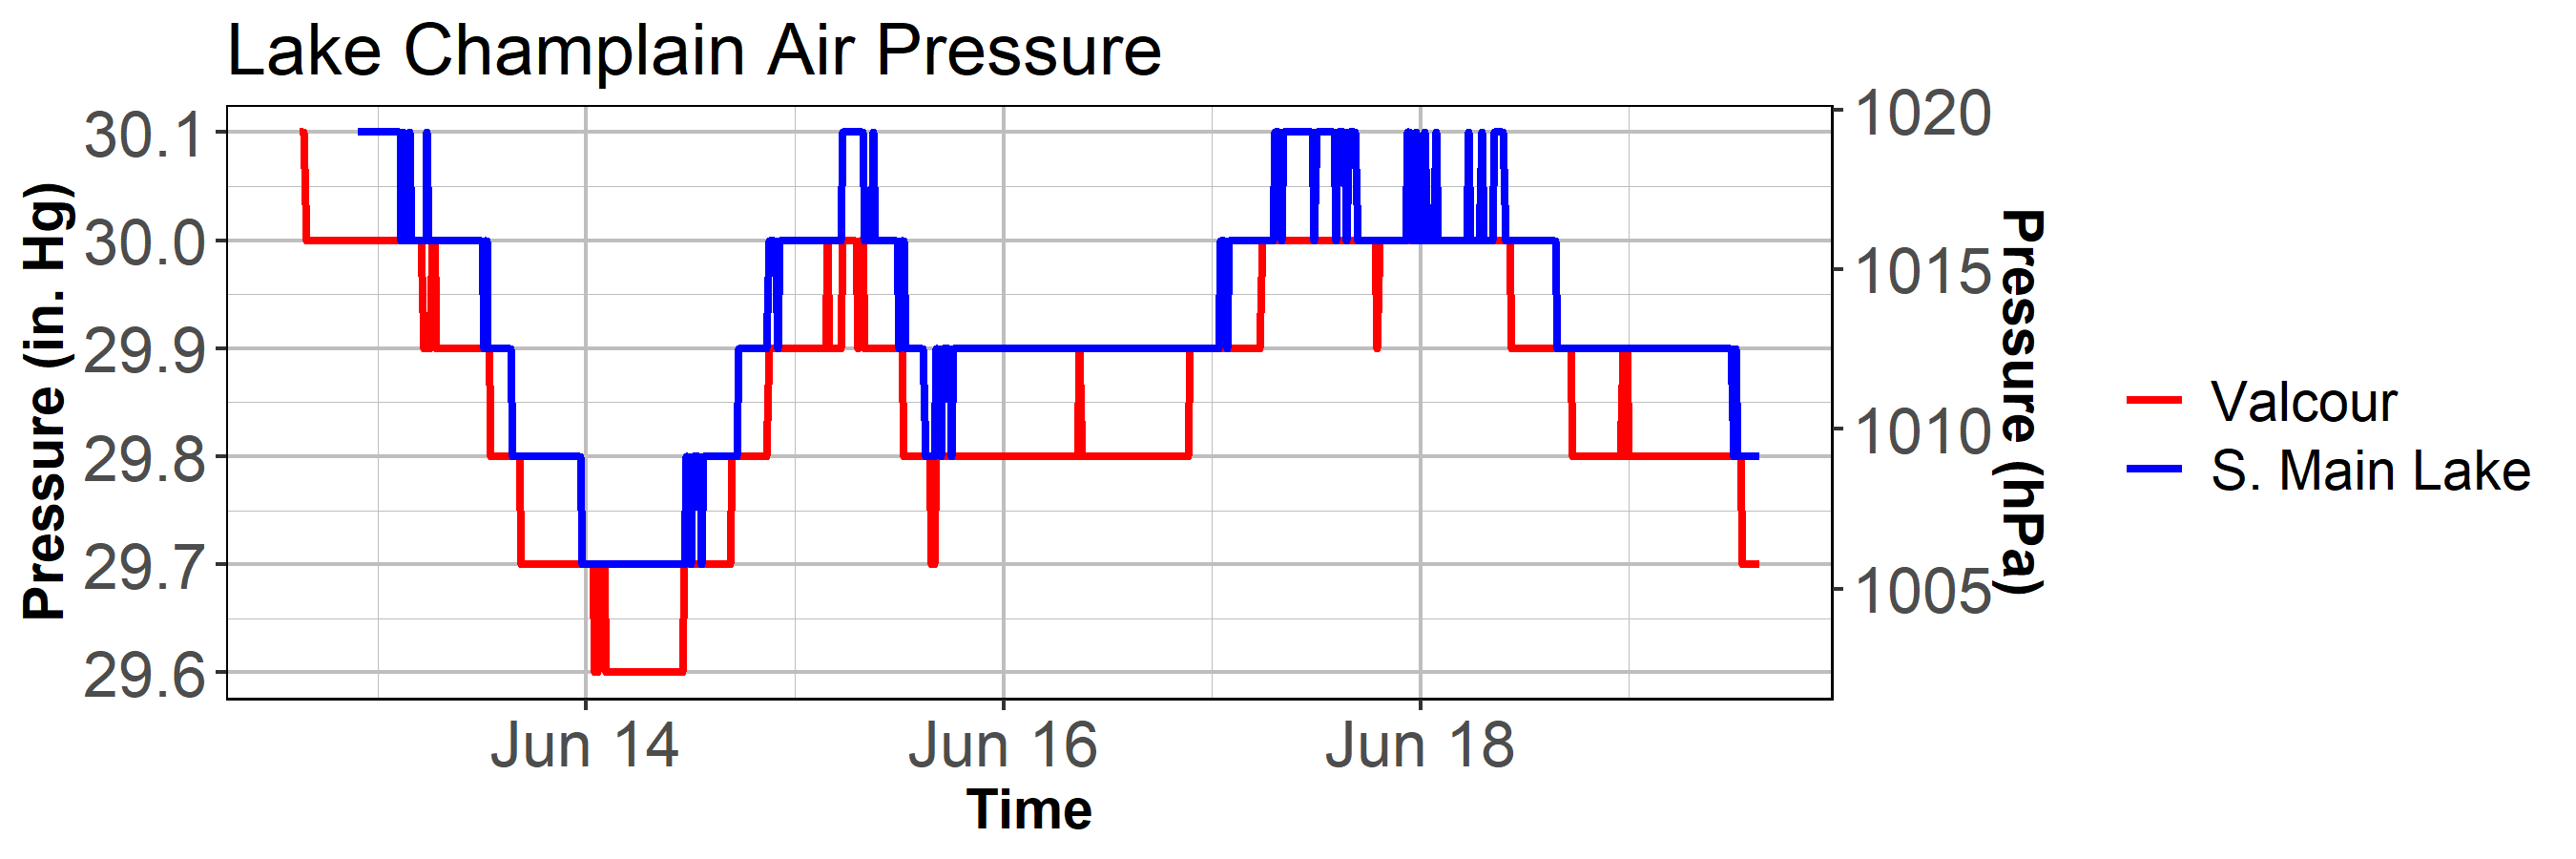 Lake Champlain Air Pressure
Pressure (in. Hg)
30.1
30.0
29.9
29.8
29.7
29.6
Jun 14
Jun 16
Jun 18
Time
1020
1015
1010
1005
Pressure (hPa)
Valcour
S. Main Lake